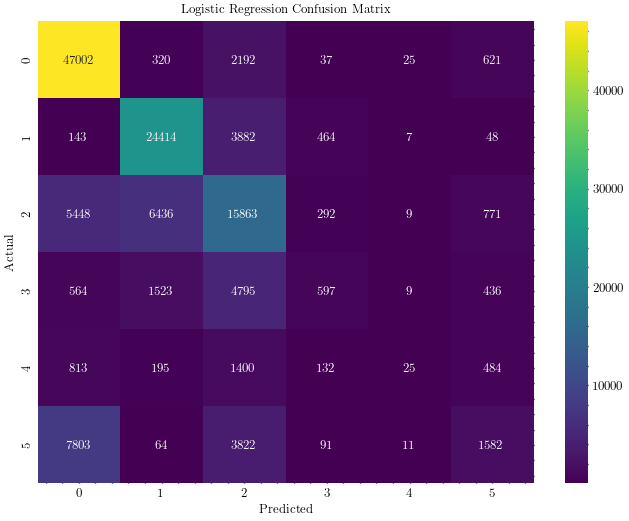 Logistic Regression Confusion Matrix
0 47002 320 2192 37 25 621
1 143 24414 3882 464 7 48
2 5448 6436 15863 292 9 771
3 564 1523 4795 597 9 436
4 813 195 1400 132 25 484
5 7803 64 3822 91 11 1582
0 1 2 3 4 5
Predicted
Actual
40000
30000
20000
10000